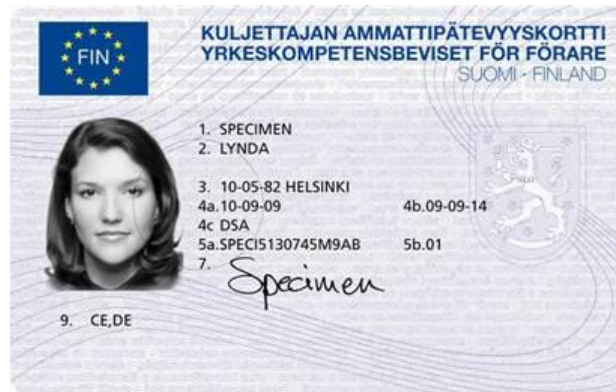 FIN
KULJETTAJAN AMMATTIPÄTEVYYSKORTTI
YRKESKOMPETENSBEVISET FÖR FÖRARE
SUOMI - FINLAND
1. SPECIMEN
2. LYNDA
3. 10-05-82 HELSINKI
4a.10-09-09 4b.09-09-14
4c DSA
5a.SPECI5130745M9AB 5b.01
7. Specimen
9. CE,DE